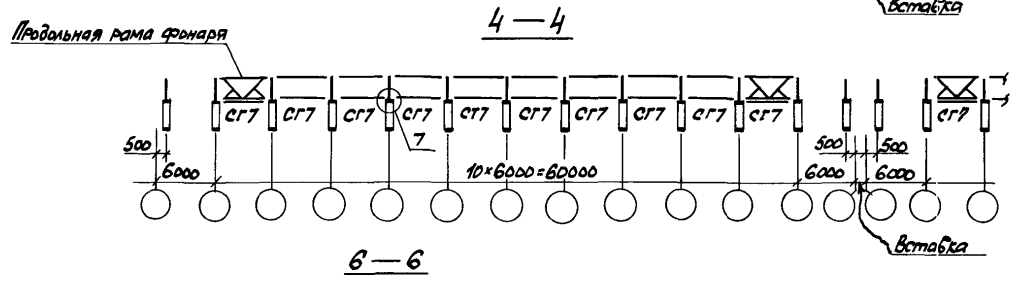 Вставка
4 — 4
Продольная рама фонаря
СГ7 СГ7 СГ7 СГ7 СГ7 СГ7 СГ7 СГ7 СГ7 СГ7 СГ7
7
500 500 500
6000 10×6000=60000 6000 6000
Вставка
6 — 6